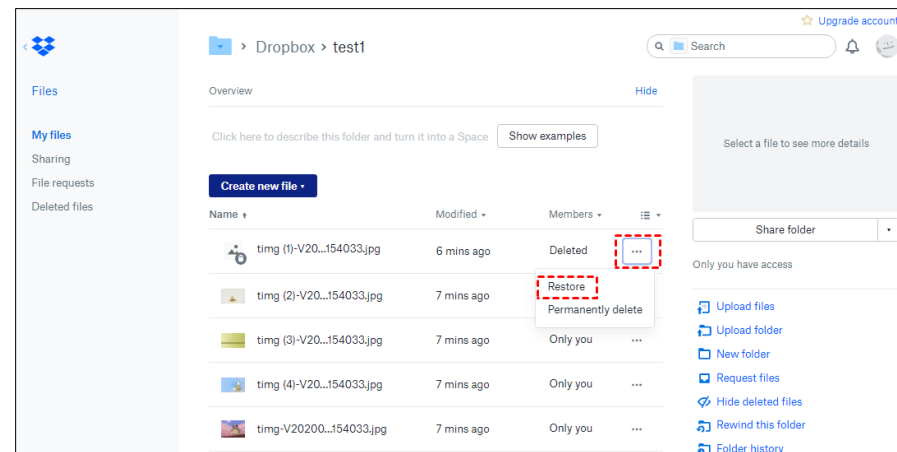 Upgrade account
Dropbox > test1
Search
Files
Overview
Hide
My files
Click here to describe this folder and turn it into a Space
Show examples
Select a file to see more details
Sharing
File requests
Deleted files
Create new file
Name
Modified
Members
Share folder
timg (1)-V20...154033.jpg
6 mins ago
Deleted
Only you have access
Restore
Permanently delete
timg (2)-V20...154033.jpg
7 mins ago
timg (3)-V20...154033.jpg
7 mins ago
Only you
timg (4)-V20...154033.jpg
7 mins ago
Only you
timg-V20200...154033.jpg
7 mins ago
Only you
Upload files
Upload folder
New folder
Request files
Hide deleted files
Rewind this folder
Folder history